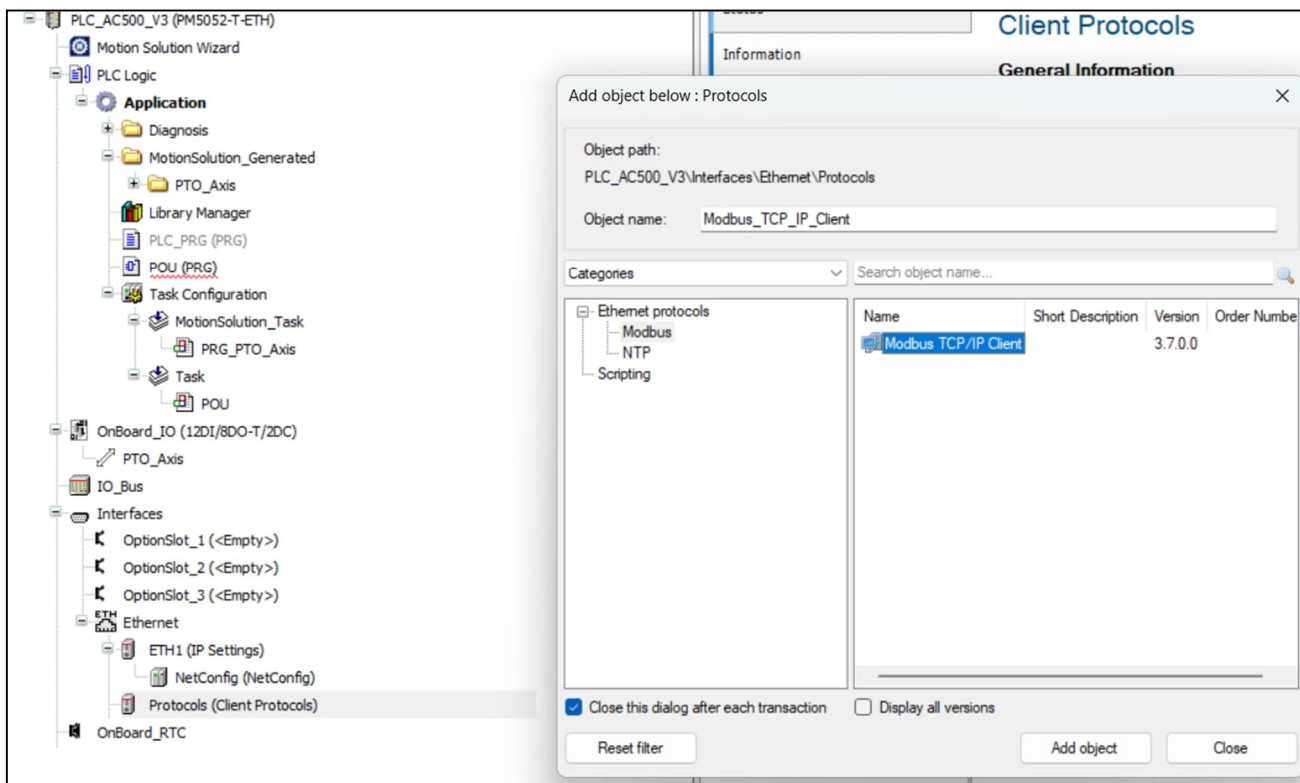 PLC_AC500_V3 (PM5052-T-ETH)
Motion Solution Wizard
PLC Logic
Application
Diagnosis
MotionSolution_Generated
PTO_Axis
Library Manager
PLC_PRG (PRG)
POU (PRG)
Task Configuration
MotionSolution_Task
PRG_PTO_Axis
Task
POU
OnBoard_IO (12DI/8DO-T/2DC)
PTO_Axis
IO_Bus
Interfaces
OptionSlot_1 (<Empty>)
OptionSlot_2 (<Empty>)
OptionSlot_3 (<Empty>)
ETH
Ethernet
ETH1 (IP Settings)
NetConfig (NetConfig)
Protocols (Client Protocols)
OnBoard_RTC
Information
Client Protocols
General Information
Add object below : Protocols
Object path:
PLC_AC500_V3\Interfaces\Ethernet\Protocols
Object name: Modbus_TCP_IP_Client
Categories
Search object name...
Ethernet protocols
Modbus
NTP
Scripting
Name Short Description Version Order Numbe
Modbus TCP/IP Client 3.7.0.0
Close this dialog after each transaction
Display all versions
Reset filter
Add object
Close